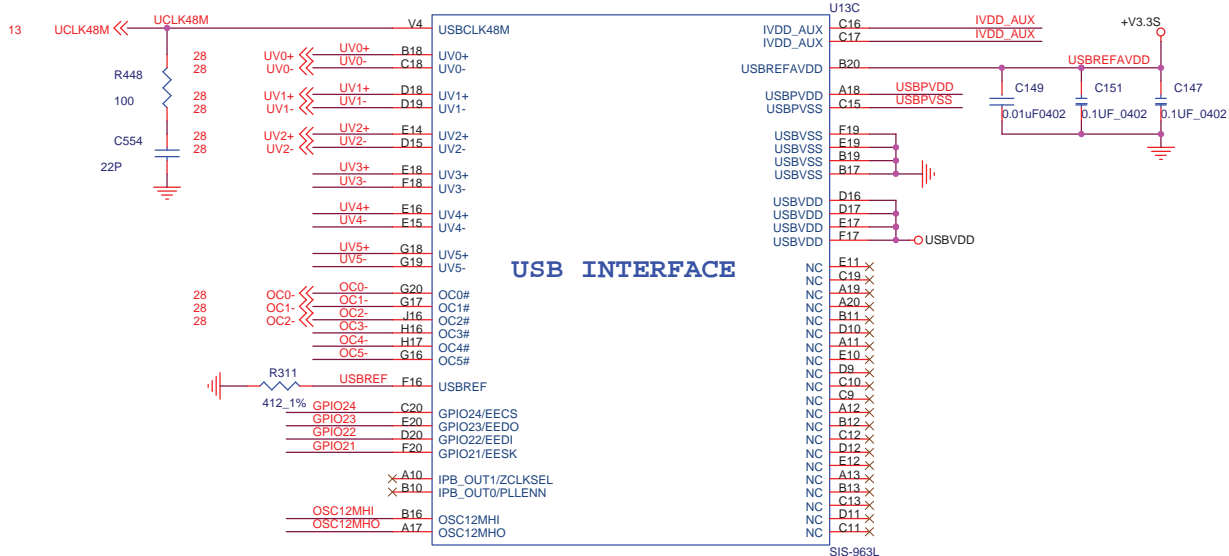 U13C
13 UCLK48M UCLK48M V4 USBCLK48M
IVDD_AUX C16 IVDD_AUX
IVDD_AUX C17 IVDD_AUX
+V3.3S
28 UV0+ UV0+ B18 UV0+
28 UV0- UV0- C18 UV0-
USBREFAVDD B20 USBREFAVDD
R448
100
C554
22P
28 UV1+ UV1+ D18 UV1+
28 UV1- UV1- D19 UV1-
USBPVDD A18 USBPVDD
USBPVSS C15 USBPVSS
C149
0.01uF0402
C151
0.1UF_0402
C147
0.1UF_0402
28 UV2+ UV2+ E14 UV2+
28 UV2- UV2- D15 UV2-
USBVSS F19
USBVSS E19
USBVSS B19
USBVSS B17
UV3+ E18 UV3+
UV3- F18 UV3-
UV4+ E16 UV4+
UV4- E15 UV4-
USBVDD D16
USBVDD D17
USBVDD E17
USBVDD F17 USBVDD
UV5+ G18 UV5+
UV5- G19 UV5-
USB INTERFACE
28 OC0- OC0- G20 OC0#
28 OC1- OC1- G17 OC1#
28 OC2- OC2- J16 OC2#
OC3- H16 OC3#
OC4- H17 OC4#
OC5- G16 OC5#
R311
412_1%
USBREF F16 USBREF
GPIO24 C20 GPIO24/EECS
GPIO23 E20 GPIO23/EEDO
GPIO22 D20 GPIO22/EEDI
GPIO21 F20 GPIO21/EESK
A10 IPB_OUT1/ZCLKSEL
B10 IPB_OUT0/PLLENN
OSC12MHI B16 OSC12MHI
OSC12MHO A17 OSC12MHO
NC E11
NC C19
NC A19
NC A20
NC B11
NC D10
NC A11
NC E10
NC D9
NC C10
NC C9
NC A12
NC B12
NC C12
NC D12
NC E12
NC A13
NC B13
NC C13
NC D11
NC C11
SIS-963L